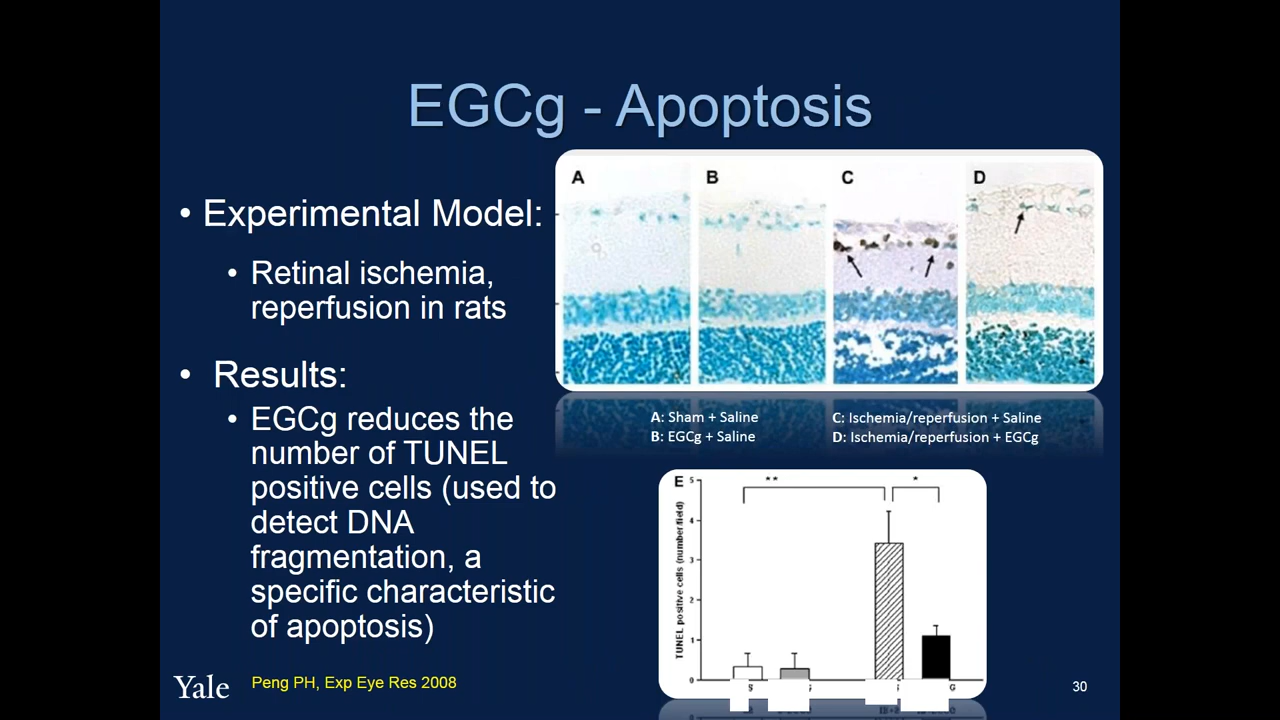 EGCg - Apoptosis
• Experimental Model:
• Retinal ischemia,
reperfusion in rats
• Results:
• EGCg reduces the
number of TUNEL
positive cells (used to
detect DNA
fragmentation, a
specific characteristic
of apoptosis)
A
B
C
D
A: Sham + Saline
B: EGCg + Saline
C: Ischemia/reperfusion + Saline
D: Ischemia/reperfusion + EGCg
E
**
*
TUNEL positive cells (number/field)
5
4
3
2
1
0
S
G
Yale
Peng PH, Exp Eye Res 2008
30